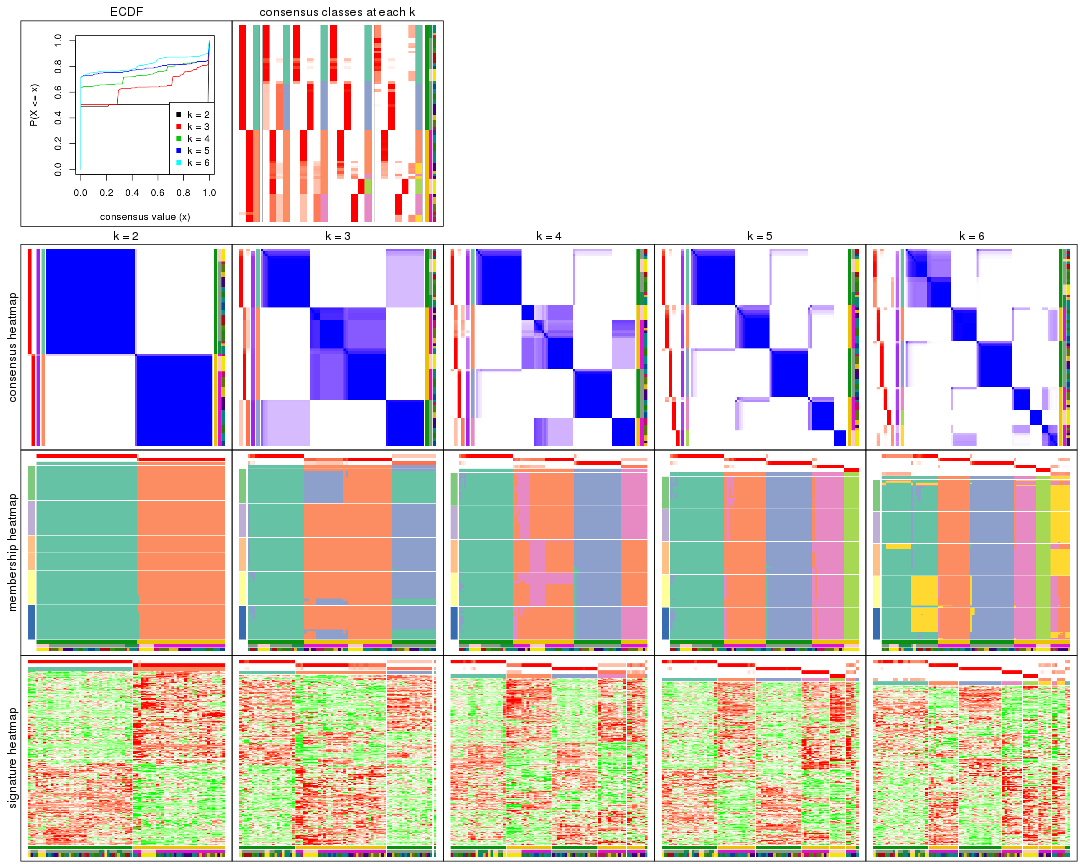 ECDF
consensus classes at each k
P(X <= x)
0.0
0.2
0.4
0.6
0.8
1.0
k = 2
k = 3
k = 4
k = 5
k = 6
0.0 0.2 0.4 0.6 0.8 1.0
consensus value (x)
k = 2
k = 3
k = 4
k = 5
k = 6
consensus heatmap
membership heatmap
signature heatmap